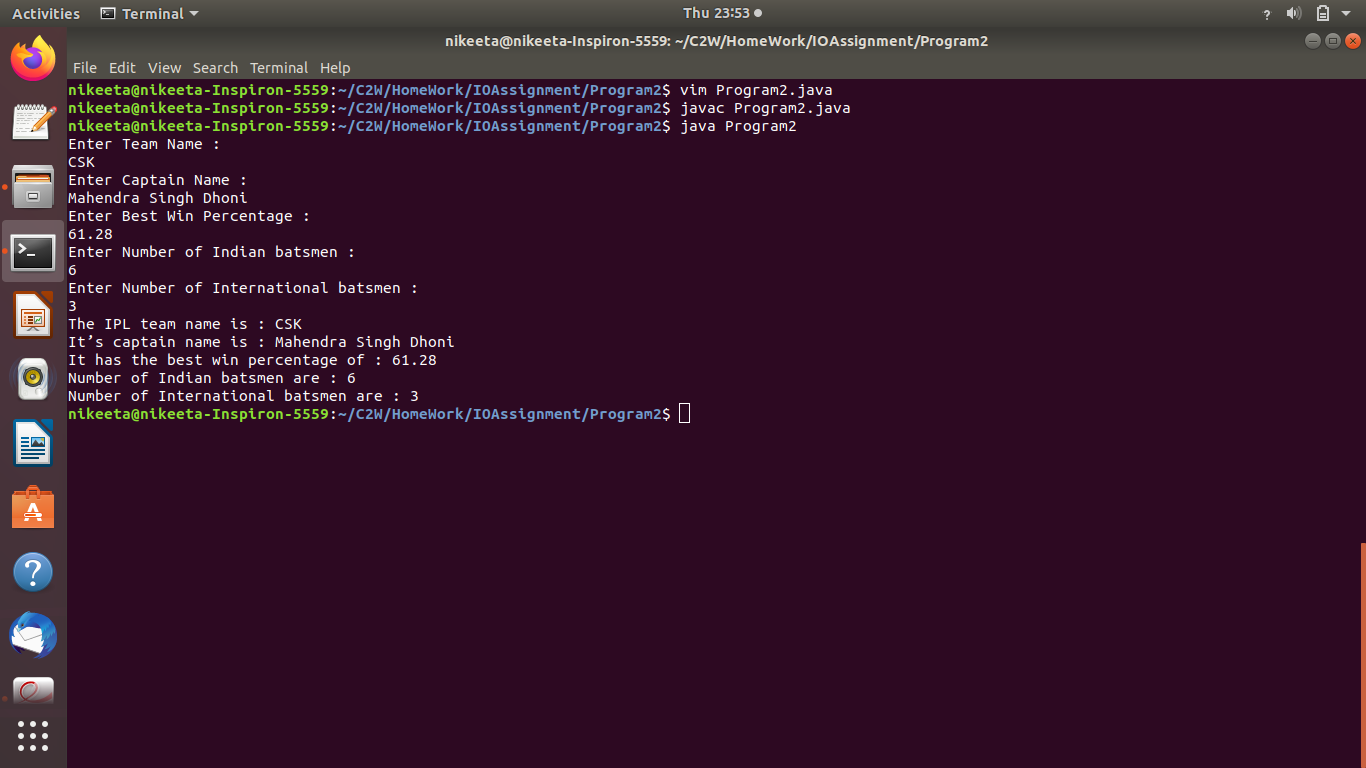 Activities Terminal Thu 23:53
nikeeta@nikeeta-Inspiron-5559: ~/C2W/HomeWork/IOAssignment/Program2
File Edit View Search Terminal Help
nikeeta@nikeeta-Inspiron-5559:~/C2W/HomeWork/IOAssignment/Program2$ vim Program2.java
nikeeta@nikeeta-Inspiron-5559:~/C2W/HomeWork/IOAssignment/Program2$ javac Program2.java
nikeeta@nikeeta-Inspiron-5559:~/C2W/HomeWork/IOAssignment/Program2$ java Program2
Enter Team Name :
CSK
Enter Captain Name :
Mahendra Singh Dhoni
Enter Best Win Percentage :
61.28
Enter Number of Indian batsmen :
6
Enter Number of International batsmen :
3
The IPL team name is : CSK
It’s captain name is : Mahendra Singh Dhoni
It has the best win percentage of : 61.28
Number of Indian batsmen are : 6
Number of International batsmen are : 3
nikeeta@nikeeta-Inspiron-5559:~/C2W/HomeWork/IOAssignment/Program2$